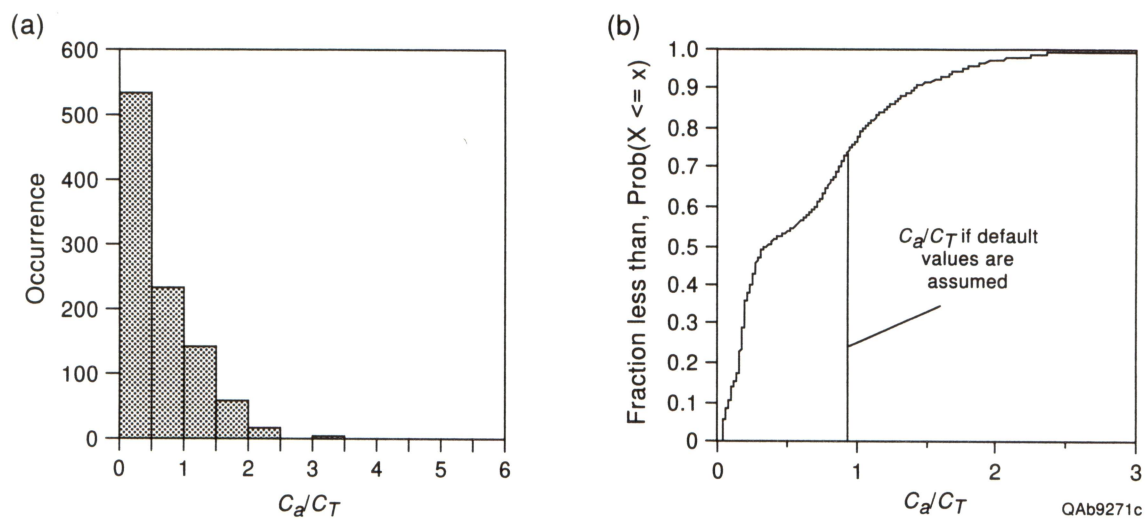 (a)
600
500
400
300
200
100
0
Occurrence
0 1 2 3 4 5 6
Ca/CT
(b)
1.0
0.9
0.8
0.7
0.6
0.5
0.4
0.3
0.2
0.1
0
Fraction less than, Prob(X <= x)
Ca/CT if default
values are
assumed
0 1 2 3
Ca/CT
QAb9271c